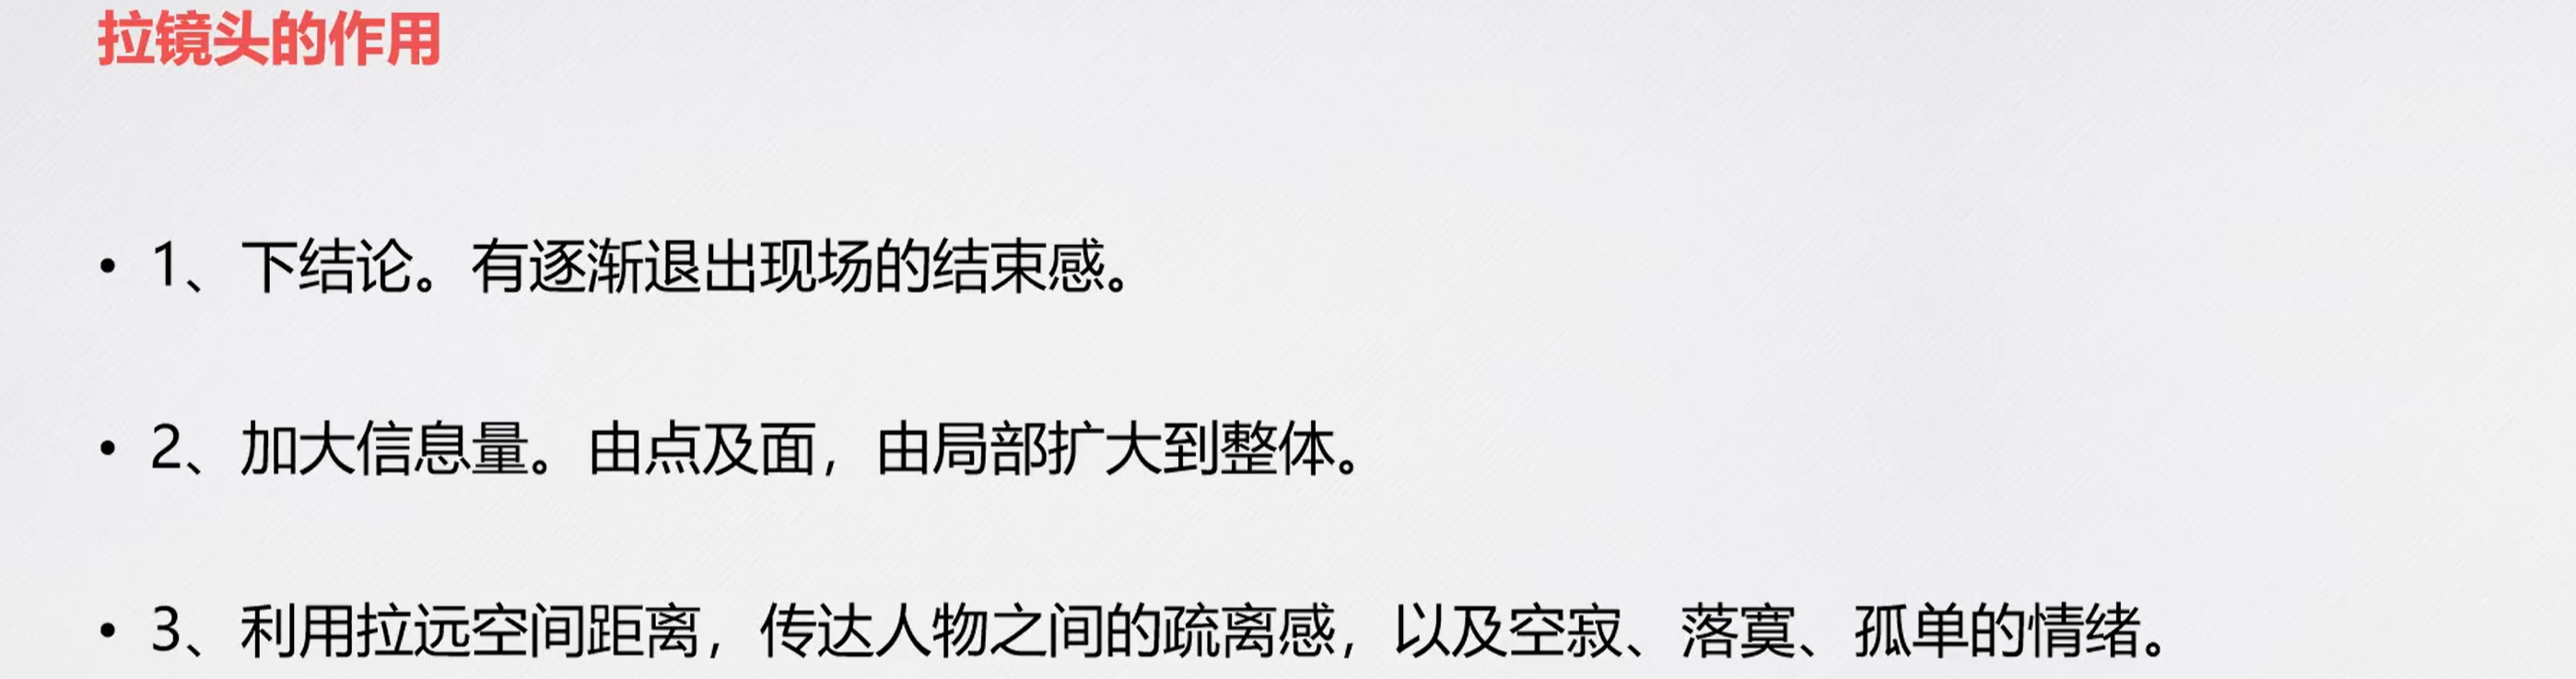 拉镜头的作用
• 1、下结论。有逐渐退出现场的结束感。
• 2、加大信息量。由点及面，由局部扩大到整体。
• 3、利用拉远空间距离，传达人物之间的疏离感，以及空寂、落寞、孤单的情绪。